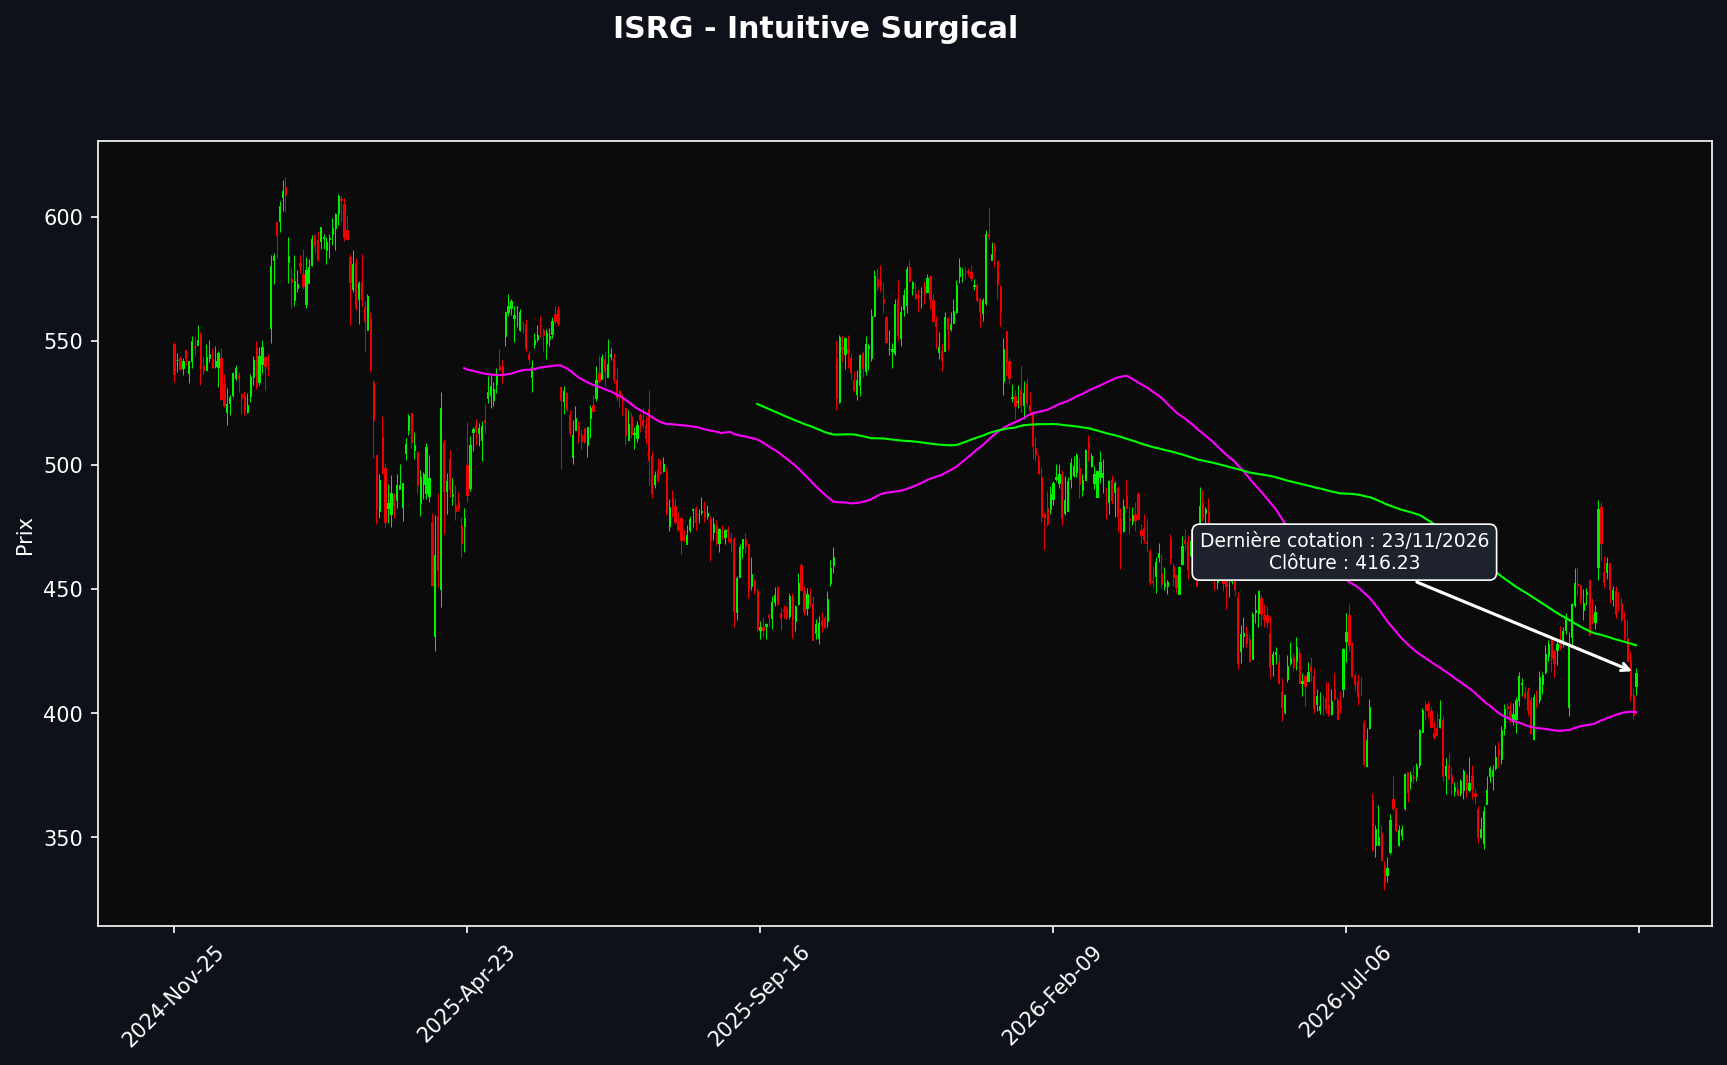 ISRG - Intuitive Surgical
Prix
600
550
500
450
400
350
Dernière cotation : 23/11/2026
Clôture : 416.23
2024-Nov-25
2025-Apr-23
2025-Sep-16
2026-Feb-09
2026-Jul-06